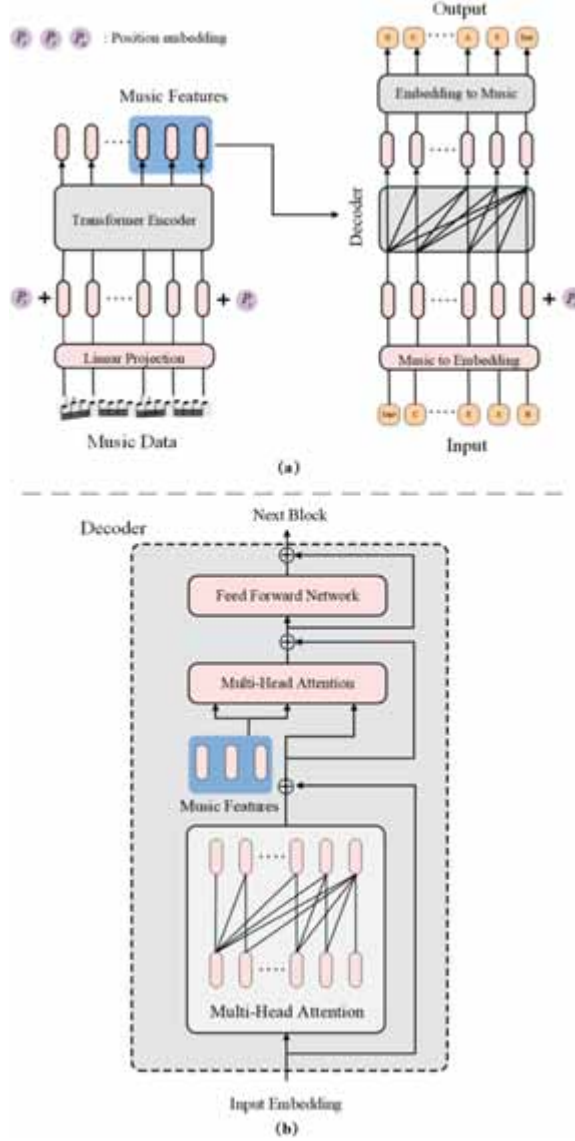 : Position embedding
Music Features
Transformer Encoder
+
+
Linear Projection
Music Data
Output
Embedding to Music
Decoder
+
Music to Embedding
Input
(a)
Decoder
Next Block
Feed Forward Network
Multi-Head Attention
Music Features
Multi-Head Attention
Input Embedding
(b)